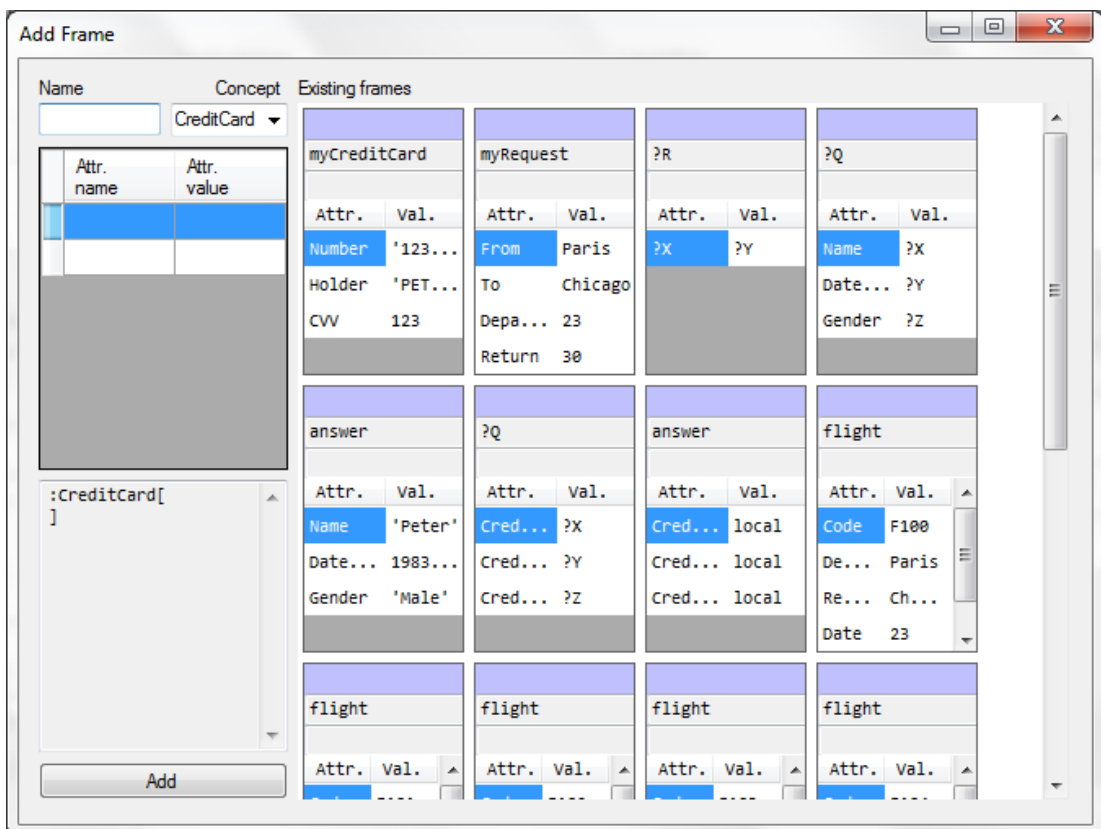 Add Frame
Name Concept Existing frames
CreditCard
Attr. name Attr. value
:CreditCard[
]
Add
myCreditCard myRequest ?R ?Q
Attr. Val. Attr. Val. Attr. Val. Attr. Val.
Number '123... From Paris ?X ?Y Name ?X
Holder 'PET... To Chicago Date... ?Y
CVV 123 Depa... 23 Gender ?Z
Return 30
answer ?Q answer flight
Attr. Val. Attr. Val. Attr. Val. Attr. Val.
Name 'Peter' Cred... ?X Cred... local Code F100
Date... 1983... Cred... ?Y Cred... local De... Paris
Gender 'Male' Cred... ?Z Cred... local Re... Ch...
Date 23
flight flight flight flight
Attr. Val. Attr. Val. Attr. Val. Attr. Val.